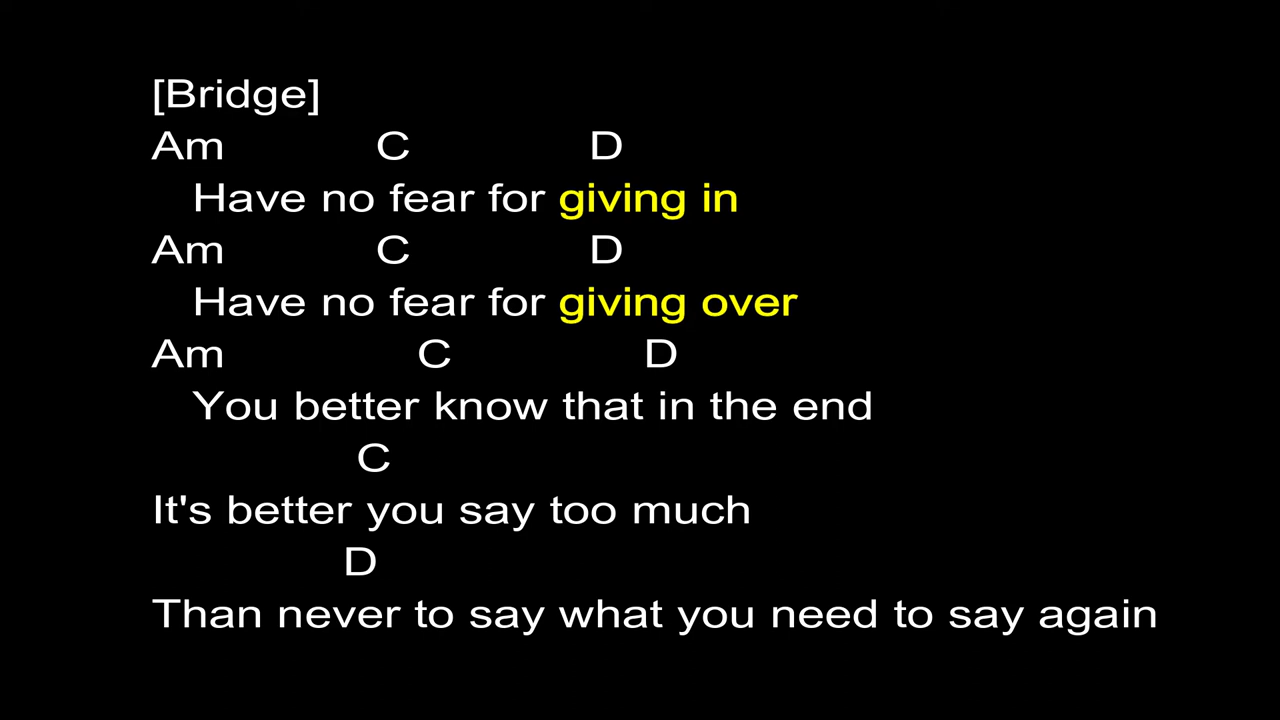 [Bridge]
Am C D
Have no fear for giving in
Am C D
Have no fear for giving over
Am C D
You better know that in the end
C
It's better you say too much
D
Than never to say what you need to say again